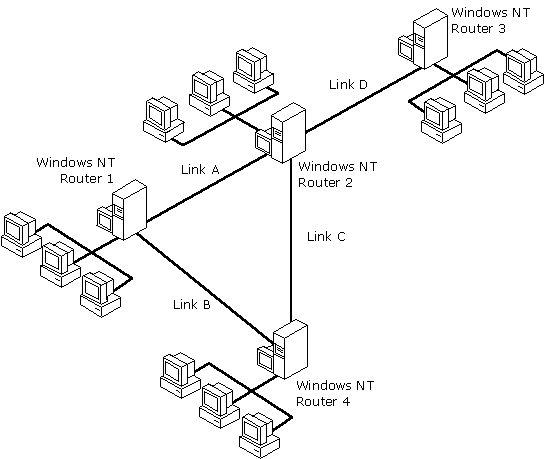 Windows NT
Router 3
Link D
Windows NT
Router 1
Link A
Windows NT
Router 2
Link C
Link B
Windows NT
Router 4